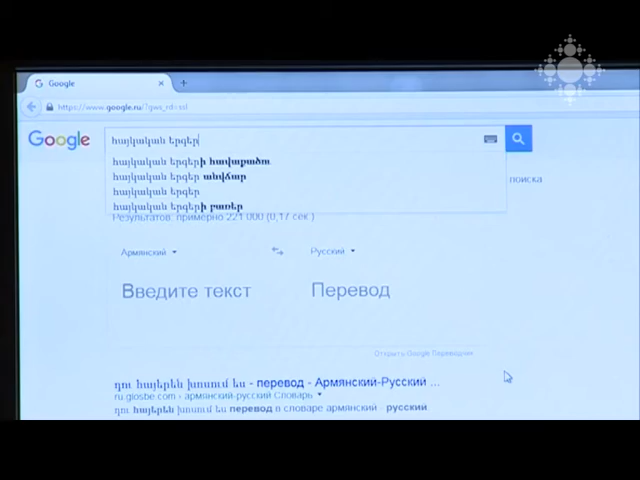 Google
https://www.google.ru/?gws_rd=ssl
Google
հայկական երգեր
հայկական երգերի հավաքածու
հայկական երգեր անվճար
հայկական երգեր
հայկական երգերի բառեր
поиска
Результатов: примерно 221 000 (0,17 сек.)
Армянский
Русский
Введите текст
Перевод
Открыть Google Переводчик
դու հայերեն խոսում ես - перевод - Армянский-Русский ...
ru.glosbe.com › армянский-русский Словарь
դու հայերեն խոսում ես перевод в словаре армянский - русский